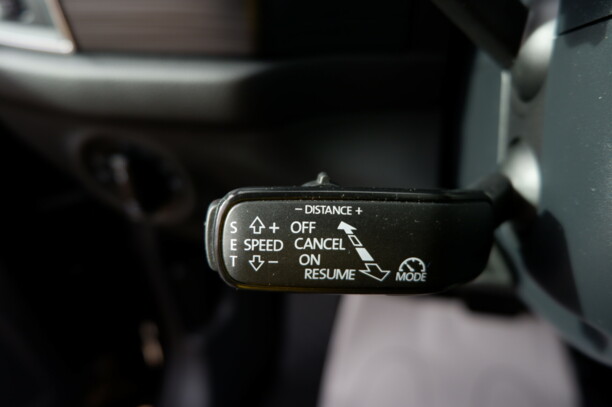 - DISTANCE +
S + OFF
E SPEED CANCEL
T - ON
RESUME
MODE